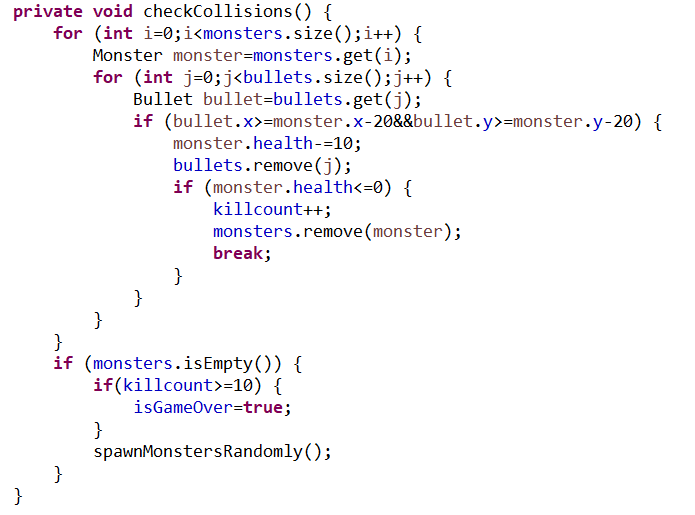 private void checkCollisions() {
    for (int i=0;i<monsters.size();i++) {
        Monster monster=monsters.get(i);
        for (int j=0;j<bullets.size();j++) {
            Bullet bullet=bullets.get(j);
            if (bullet.x>=monster.x-20&&bullet.y>=monster.y-20) {
                monster.health-=10;
                bullets.remove(j);
                if (monster.health<=0) {
                    killcount++;
                    monsters.remove(monster);
                    break;
                }
            }
        }
    }
    if (monsters.isEmpty()) {
        if(killcount>=10) {
            isGameOver=true;
        }
        spawnMonstersRandomly();
    }
}